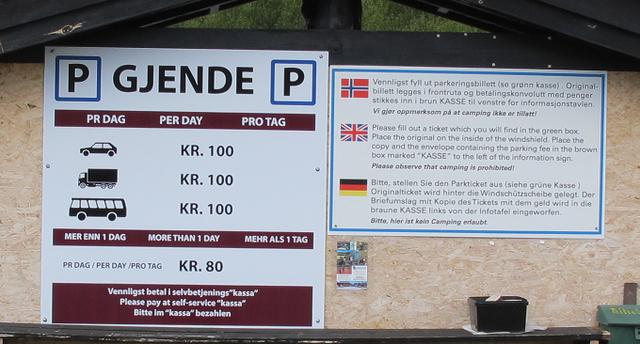 P GJENDE P
PR DAG PER DAY PRO TAG
KR. 100
KR. 100
KR. 100
MER ENN 1 DAG MORE THAN 1 DAY MEHR ALS 1 TAG
PR DAG / PER DAY /PRO TAG KR. 80
Vennligst betal i selvbetjenings"kassa"
Please pay at self-service "kassa"
Bitte im "kassa" bezahlen
Vennligst fyll ut parkeringsbillett (se grønn kasse) . Original-
billett legges i frontruta og betalingskonvolutt med penger
stikkes inn i brun KASSE til venstre for informasjonstavlen.
Vi gjør oppmerksom på at camping ikke er tillatt!
Please fill out a ticket which you will find in the green box.
Place the original on the inside of the windshield. Place the
copy and the envelope containing the parking fee in the brown
box marked "KASSE" to the left of the information sign.
Please observe that camping is prohibited!
Bitte, stellen Sie den Parkticket aus (siehe grüne Kasse )
Originalticket wird hinter die Windschützscheibe gelegt. Der
Briefumslag mit Kopie des Tickets mit dem geld wird in die
braune KASSE links von der Infotafel eingeworfen.
Bitte, hier ist kein Camping erlaubt.